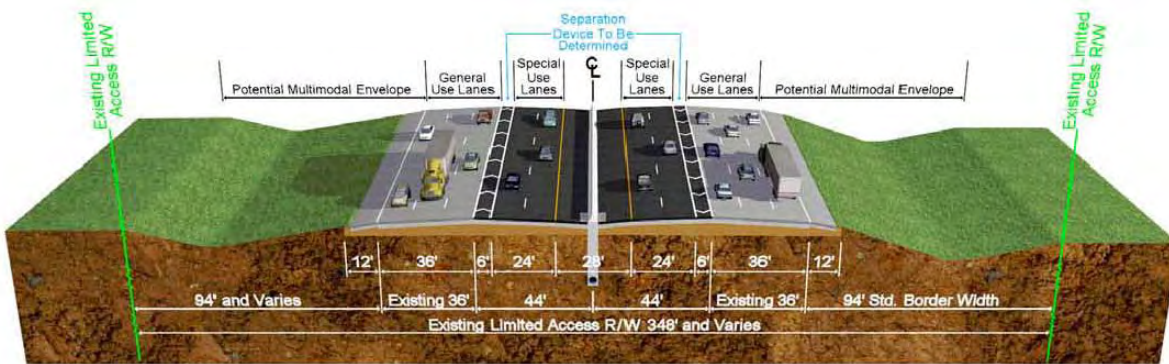 Existing Limited
Access R/W
Separation
Device To Be
Determined
CL
Potential Multimodal Envelope
General
Use Lanes
Special
Use
Lanes
Special
Use
Lanes
General
Use Lanes
Potential Multimodal Envelope
Existing Limited
Access R/W
12' 36' 6' 24' 28' 24' 6' 36' 12'
94' and Varies Existing 36' 44' 44' Existing 36' 94' Std. Border Width
Existing Limited Access R/W 348' and Varies